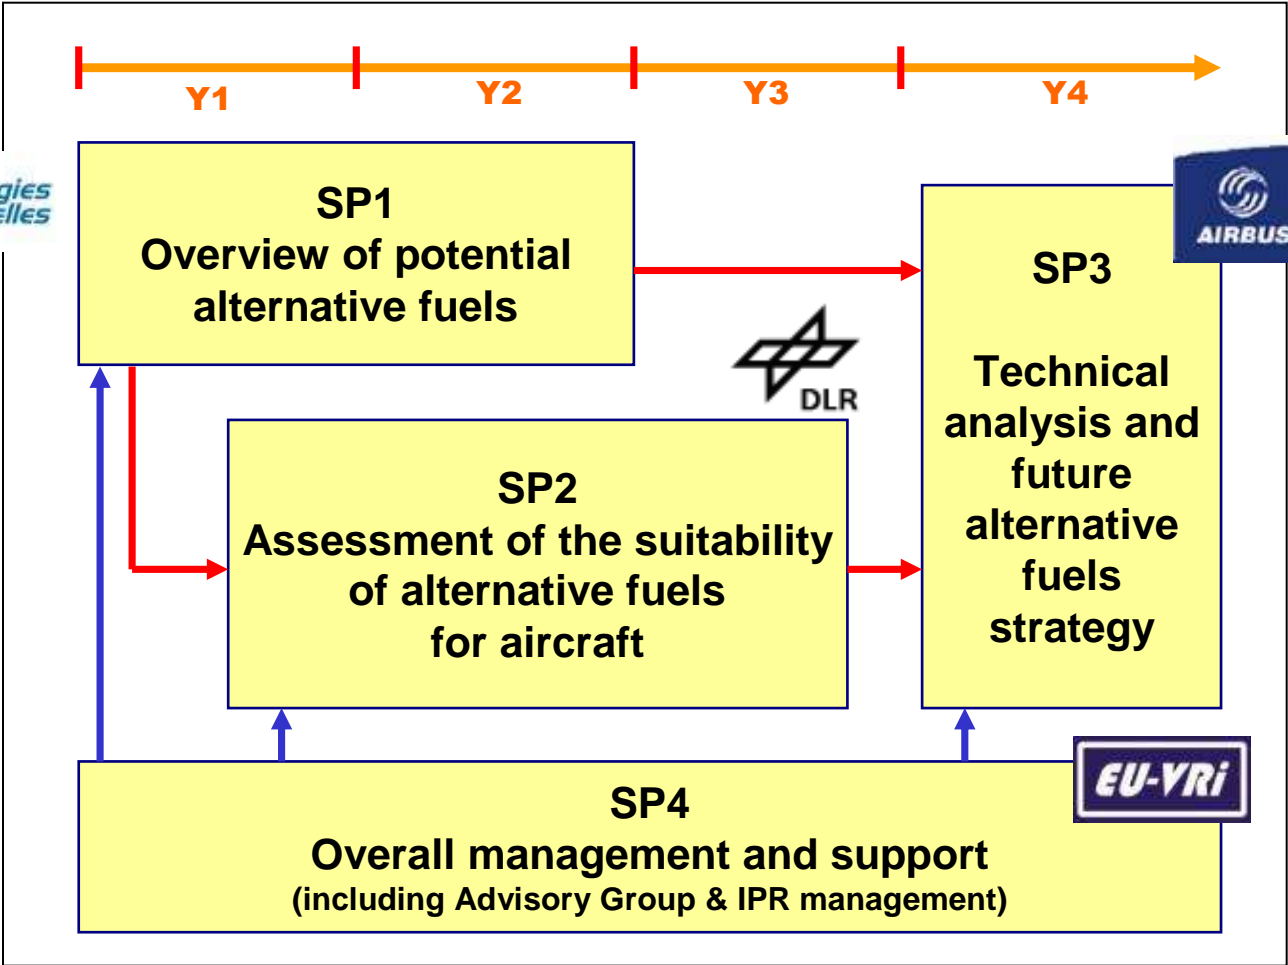 Y1
Y2
Y3
Y4
gies
elles
SP1
Overview of potential
alternative fuels
AIRBUS
SP3
Technical
analysis and
future
alternative
fuels
strategy
DLR
SP2
Assessment of the suitability
of alternative fuels
for aircraft
EU-VRi
SP4
Overall management and support
(including Advisory Group & IPR management)